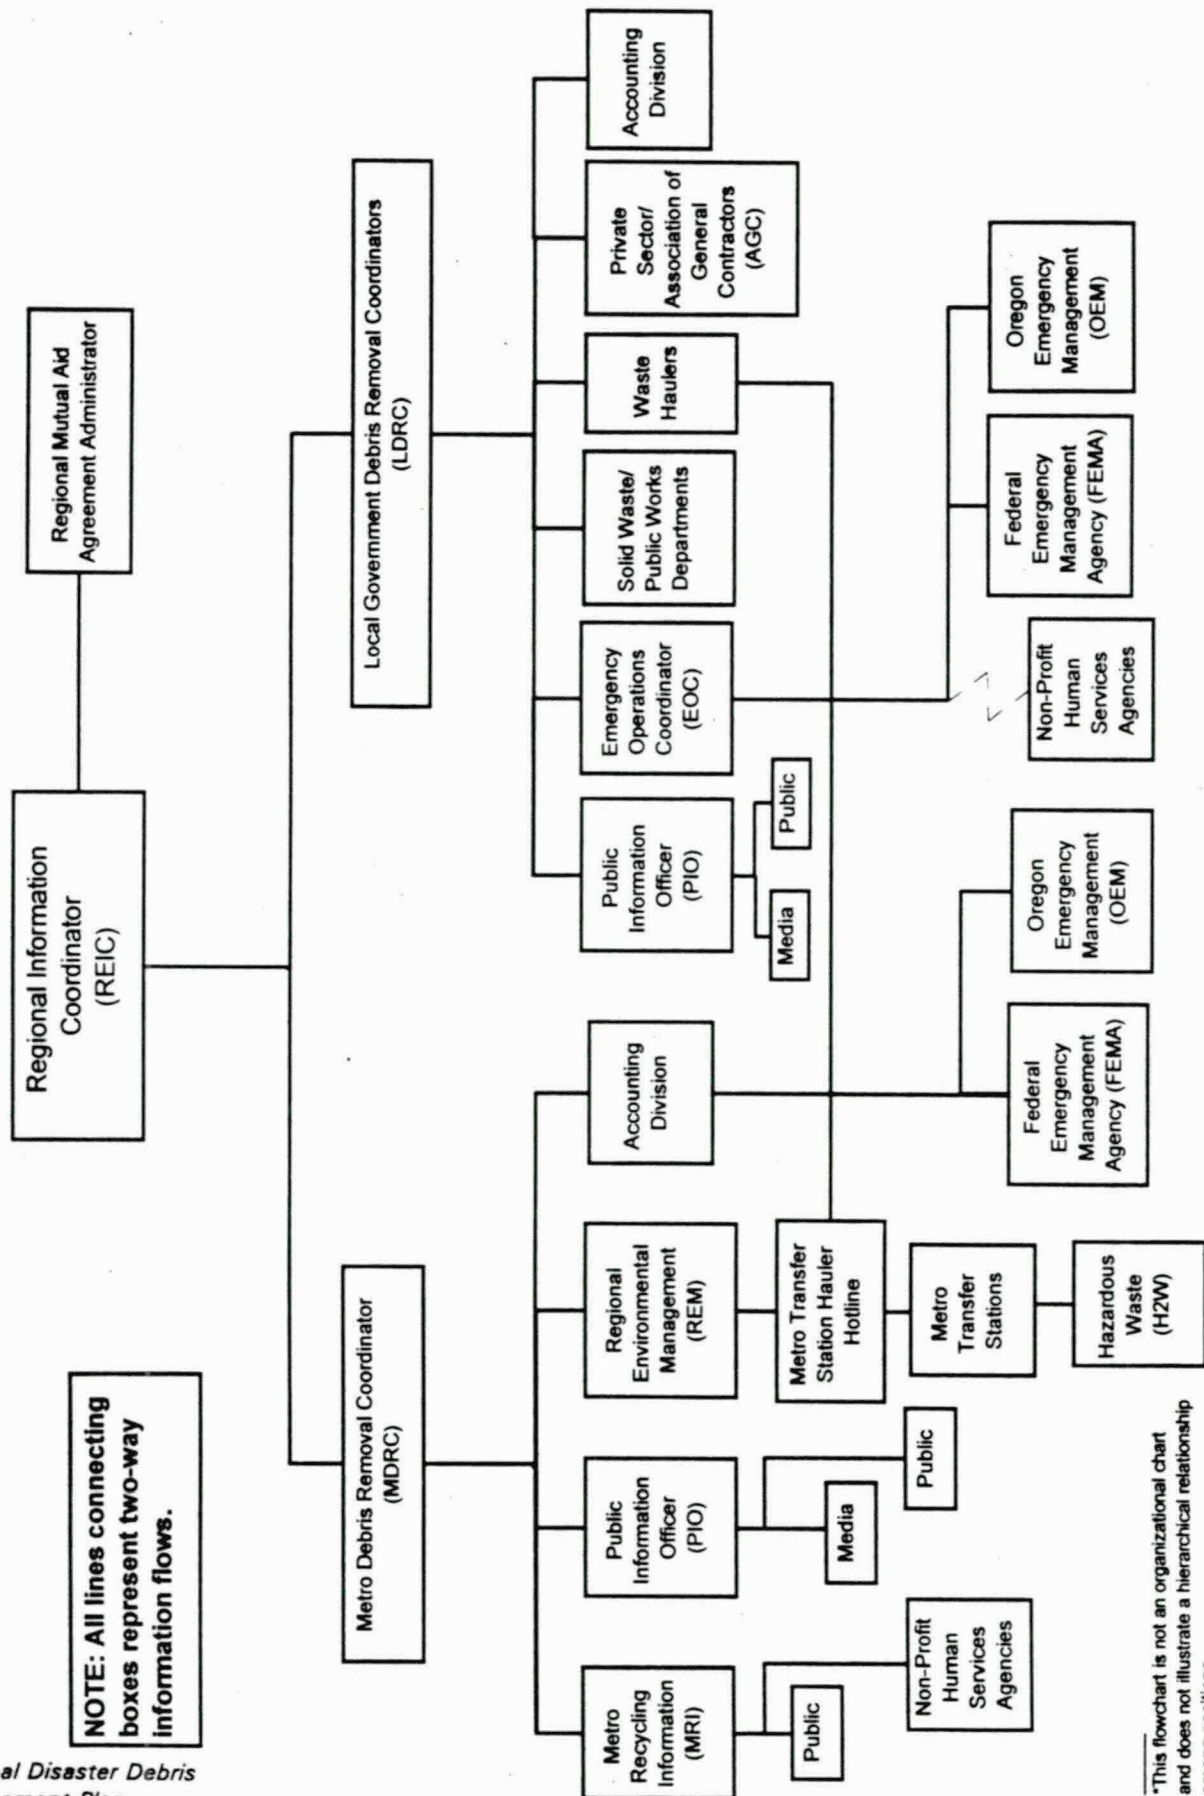 Regional Information
Coordinator
(REIC)
Regional Mutual Aid
Agreement Administrator
NOTE: All lines connecting
boxes represent two-way
information flows.
Metro Debris Removal Coordinator
(MDRC)
Local Government Debris Removal Coordinators
(LDRC)
Metro
Recycling
Information
(MRI)
Public
Non-Profit
Human
Services
Agencies
Public
Information
Officer
(PIO)
Media
Public
Regional
Environmental
Management
(REM)
Metro Transfer
Station Hauler
Hotline
Metro
Transfer
Stations
Hazardous
Waste
(H2W)
Accounting
Division
Federal
Emergency
Management
Agency (FEMA)
Oregon
Emergency
Management
(OEM)
Public
Information
Officer
(PIO)
Media
Public
Emergency
Operations
Coordinator
(EOC)
Non-Profit
Human
Services
Agencies
Federal
Emergency
Management
Agency (FEMA)
Oregon
Emergency
Management
(OEM)
Solid Waste/
Public Works
Departments
Waste
Haulers
Private
Sector/
Association of
General
Contractors
(AGC)
Accounting
Division
*This flowchart is not an organizational chart
and does not illustrate a hierarchical relationship
al Disaster Debris